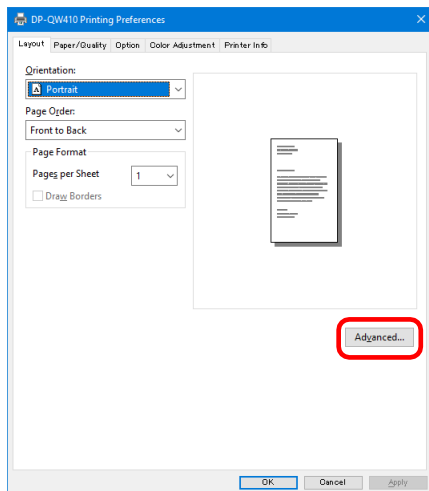 DP-QW410 Printing Preferences
Layout Paper/Quality Option Color Adjustment Printer Info
Orientation:
A Portrait
Page Order:
Front to Back
Page Format
Pages per Sheet 1
Draw Borders
Advanced...
OK Cancel Apply